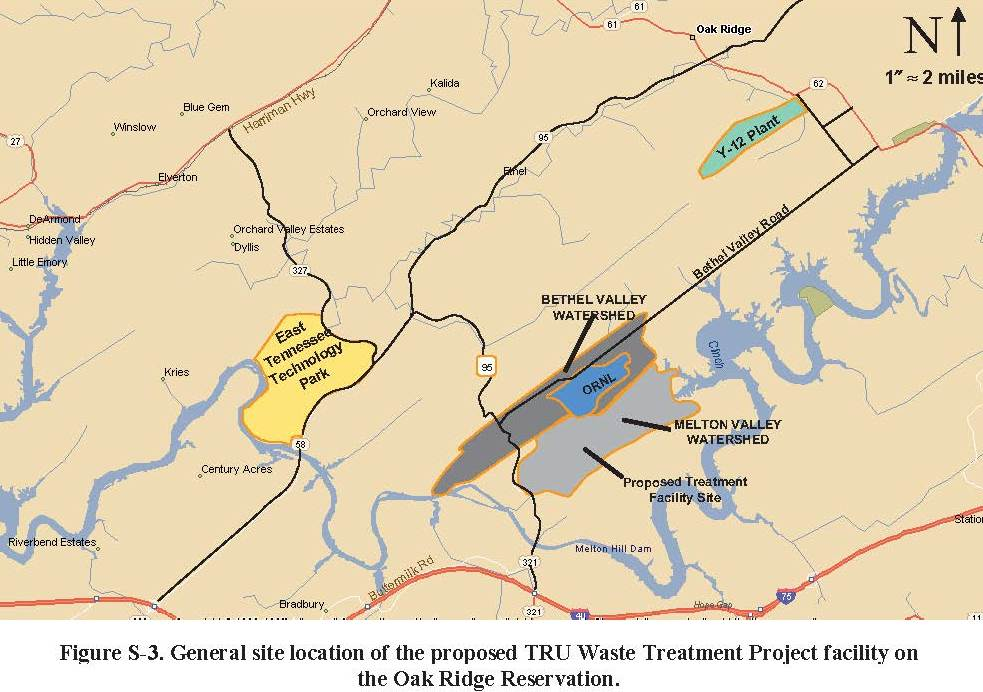 61
61
Oak Ridge
N
1″ ≈ 2 miles
62
Kalida
Harriman Hwy
Blue Gem
Orchard View
Winslow
95
27
Y-12 Plant
Ethel
Elverton
DeArmond
Hidden Valley
Orchard Valley Estates
Dyllis
Little Emory
327
Bethel Valley Road
BETHEL VALLEY
WATERSHED
East
Tennessee
Technology
Park
Clinch
95
Kries
ORNL
MELTON VALLEY
WATERSHED
58
Century Acres
Proposed Treatment
Facility Site
Riverbend Estates
Melton Hill Dam
321
Buttermilk Rd
75
Bradbury
Hope Gap
321
40
11
Figure S-3. General site location of the proposed TRU Waste Treatment Project facility on
the Oak Ridge Reservation.